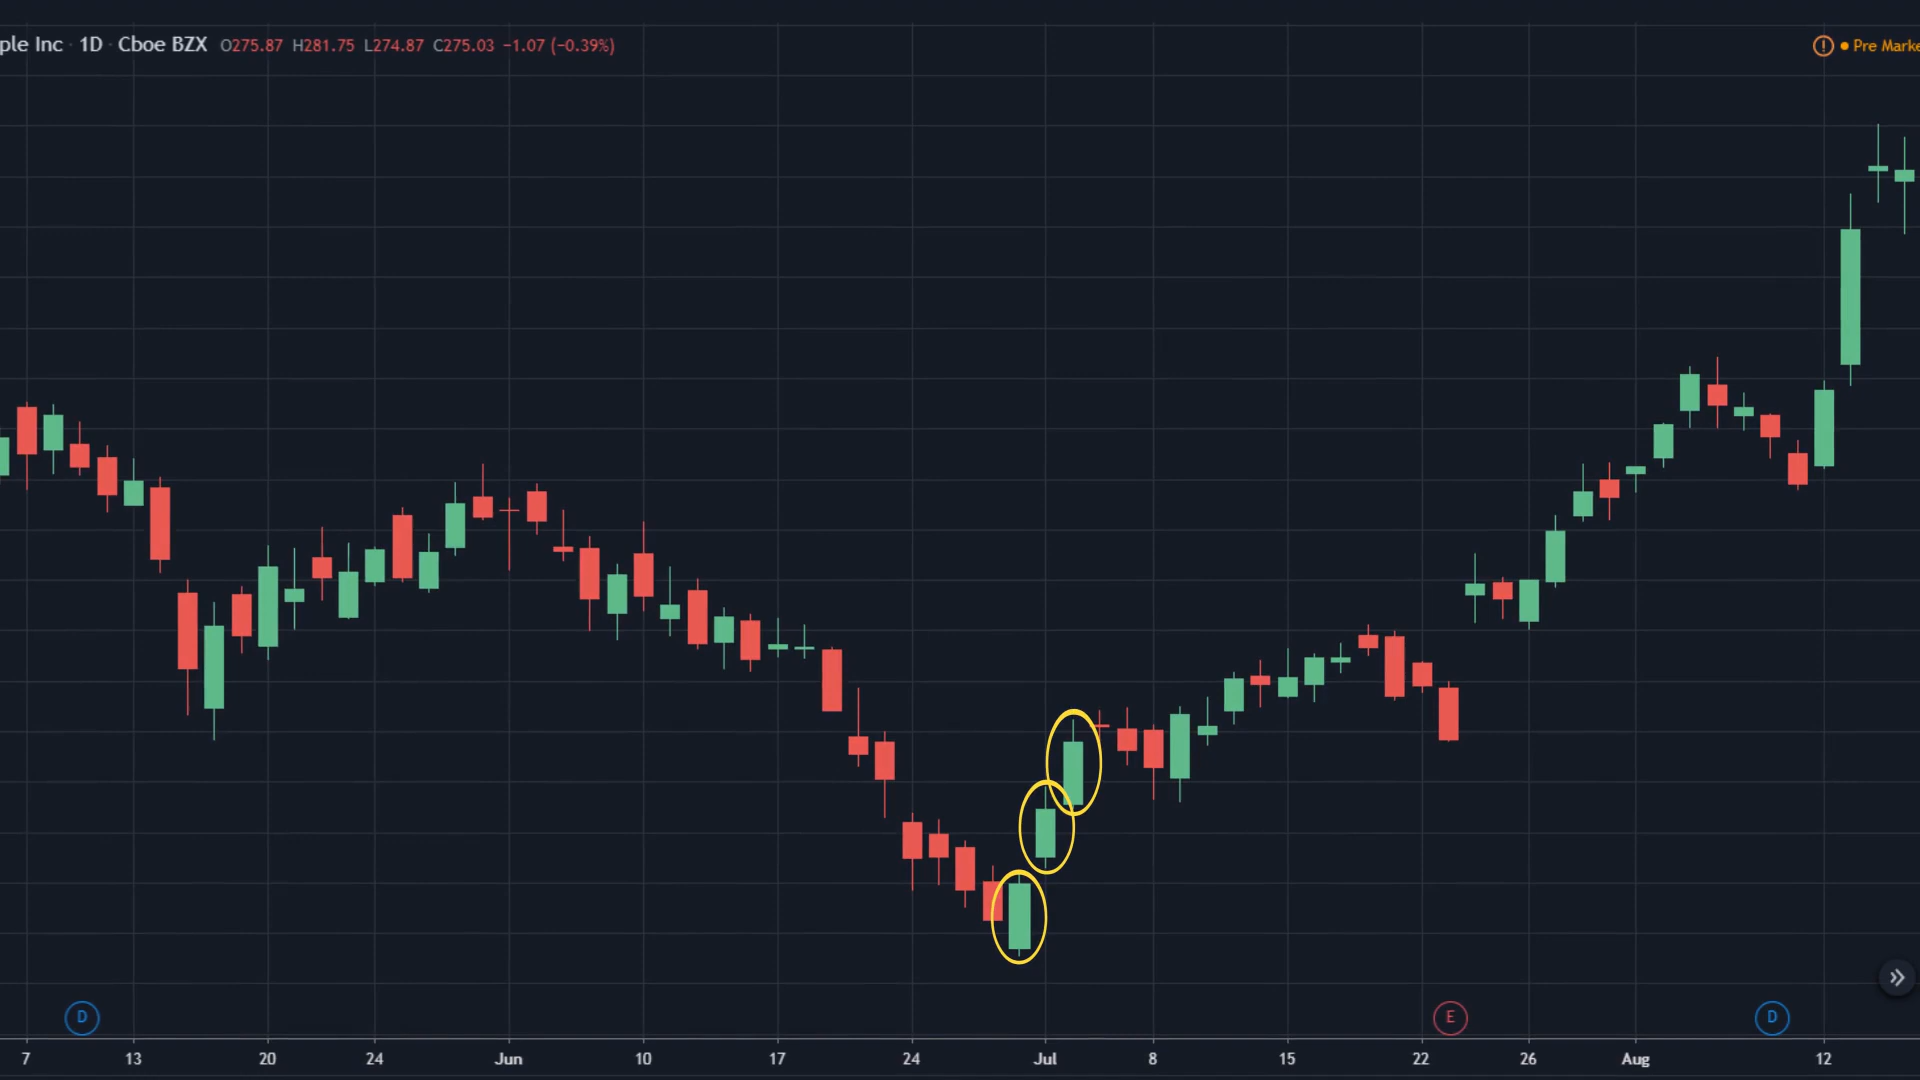 ple Inc · 1D · Cboe BZX O275.87 H281.75 L274.87 C275.03 −1.07 (−0.39%)
Pre Marke
D E D
7 13 20 24 Jun 10 17 24 Jul 8 15 22 26 Aug 12